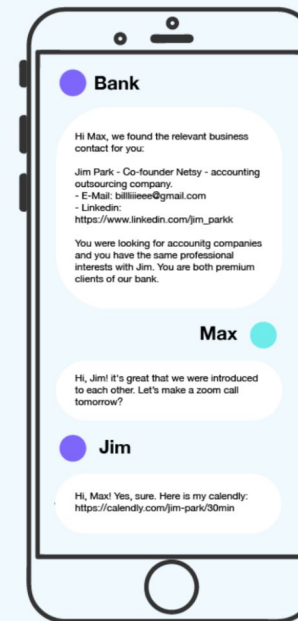 Bank
Hi Max, we found the relevant business
contact for you:
Jim Park - Co-founder Netsy - accounting
outsourcing company.
- E-Mail: billliiieee@gmail.com
- Linkedin:
https://www.linkedin.com/jim_parkk
You were looking for accounitg companies
and you have the same professional
interests with Jim. You are both premium
clients of our bank.
Max
Hi, Jim! it's great that we were introduced
to each other. Let's make a zoom call
tomorrow?
Jim
Hi, Max! Yes, sure. Here is my calendly:
https://calendly.com/jim-park/30min